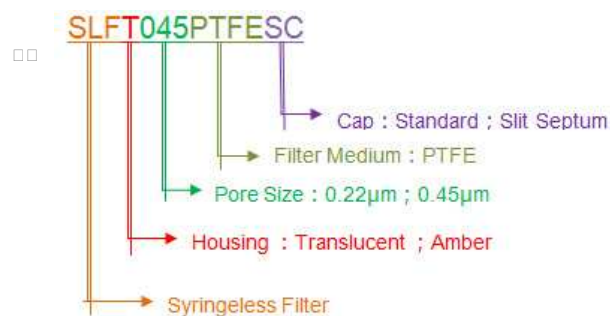 SLFT045PTFESC
Cap : Standard ; Slit Septum
Filter Medium : PTFE
Pore Size : 0.22μm ; 0.45μm
Housing : Translucent ; Amber
Syringeless Filter